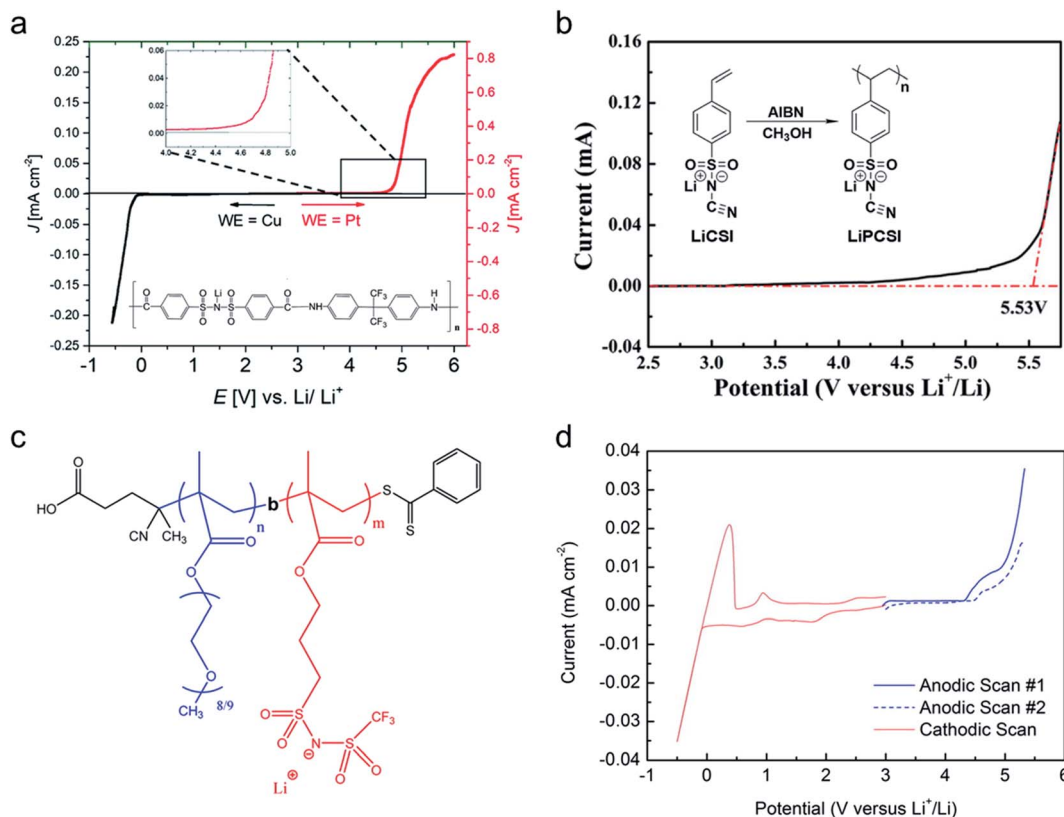 a
0.25
0.20
0.15
0.10
0.05
0.00
-0.05
-0.10
-0.15
-0.20
0.25
J [mA cm⁻²]
0.8
0.6
0.4
0.2
0.0
-0.2
-0.4
-0.6
-0.8
J [mA cm⁻²]
0.06
0.04
0.02
0.00
4.0 4.2 4.4 4.6 4.8 5.0
WE = Cu WE = Pt
O
C
O
S
O
Li
N
O
S
O
O
C
NH
CF₃
CF₃
H
N
n
-1 0 1 2 3 4 5 6
E [V] vs. Li/ Li⁺
b
0.16
0.12
0.08
0.04
0.00
-0.04
Current (mA)
n
AIBN
CH₃OH
O=S=O
Li⊕ N⊖
C≡N
LiCSI
O=S=O
Li⊕ N⊖
C≡N
LiPCSI
5.53V
2.5 3.0 3.5 4.0 4.5 5.0 5.5
Potential (V versus Li⁺/Li)
c
O
HO
CN
CH₃
n
b
m
S
S
O
O
O
O
O
CH₃
8/9
O
S
O
N
⊖
S
CF₃
O
O
Li⊕
d
0.04
0.03
0.02
0.01
0.00
-0.01
-0.02
-0.03
0.04
Current (mA cm⁻²)
Anodic Scan #1
Anodic Scan #2
Cathodic Scan
-1 0 1 2 3 4 5 6
Potential (V versus Li⁺/Li)